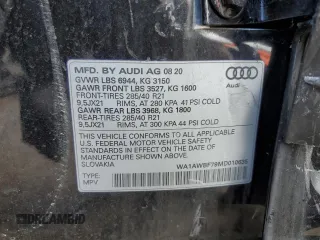 MFD. BY AUDI AG 08 20
GVWR LBS 6944, KG 3150
GAWR FRONT LBS 3527, KG 1600
FRONT-TIRES 285/40 R21
9,5JX21 RIMS, AT 280 KPA 41 PSI COLD
GAWR REAR LBS 3968, KG 1800
REAR-TIRES 285/40 R21
9,5JX21 RIMS, AT 300 KPA PSI COLD
Audi
THIS VEHICLE CONFORMS TO ALL APPLICABLE
U.S. FEDERAL MOTOR VEHICLE SAFETY STANDARDS
IN EFFECT ON THE DATE OF MANUFACTURE
SHOWN ABOVE.
SLOVAKIA
TYPE:
MPV